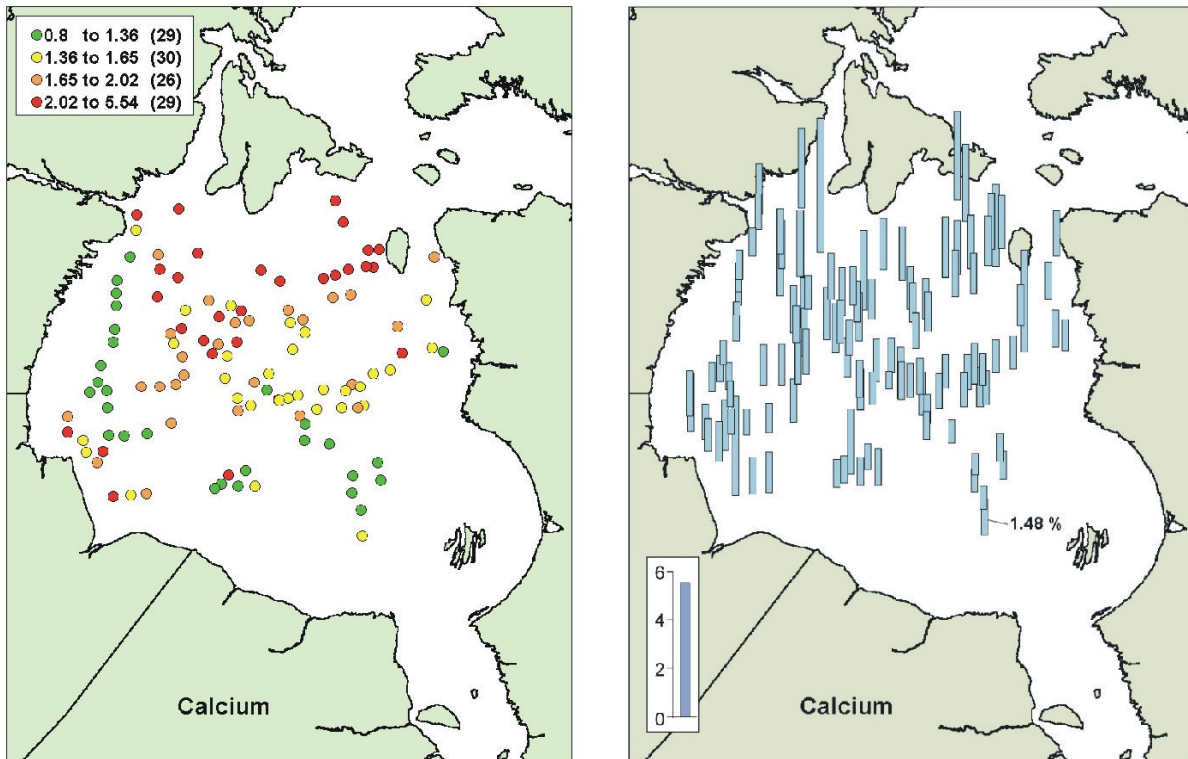 0.8 to 1.36 (29)
1.36 to 1.65 (30)
1.65 to 2.02 (26)
2.02 to 5.54 (29)
Calcium
1.48 %
6
4
2
0
Calcium